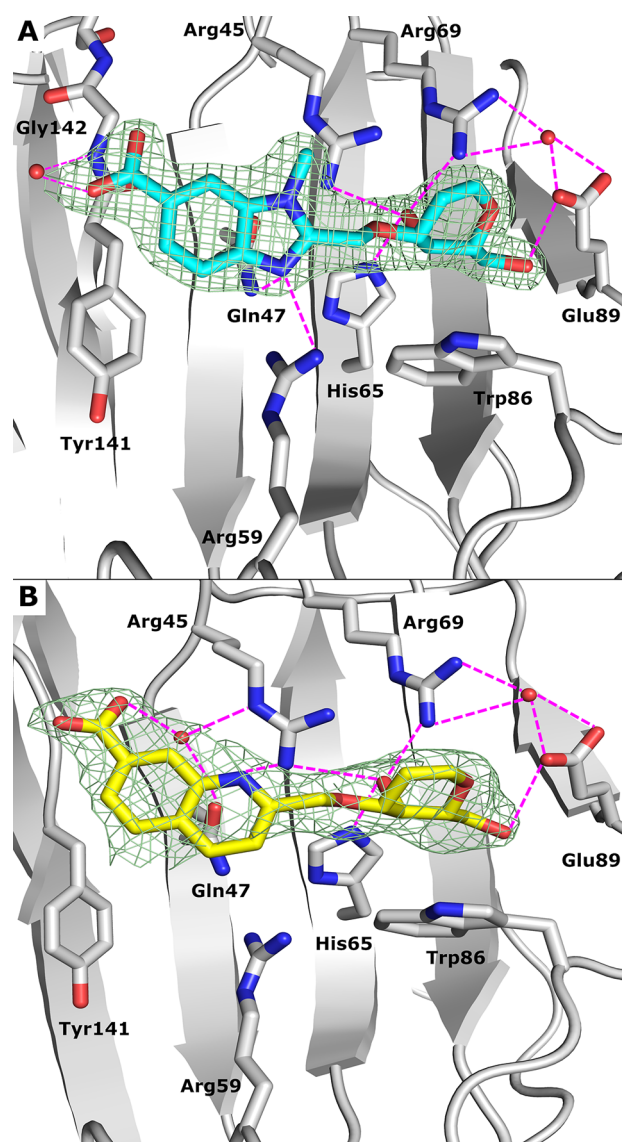 A
Arg45
Arg69
Gly142
Gln47
Glu89
His65
Trp86
Tyr141
Arg59
B
Arg45
Arg69
Glu89
Gln47
His65
Trp86
Tyr141
Arg59